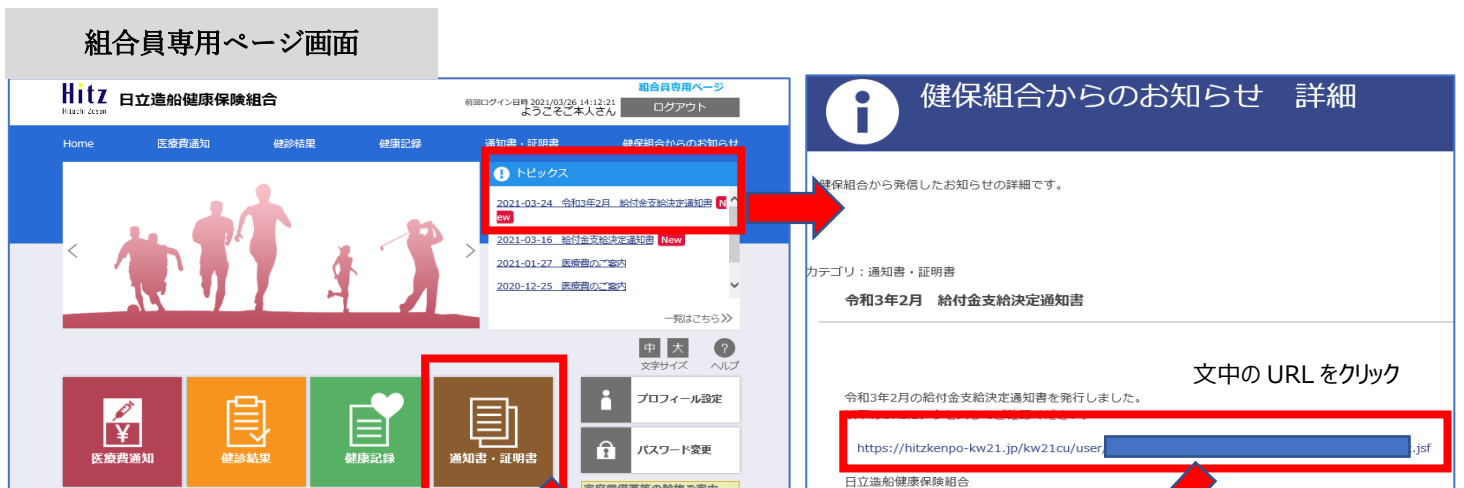 組合員専用ページ画面
Hitz 日立造船健康保険組合
Hitachi Zosen
組合員専用ページ
前回ログイン日時 2021/03/26 14:12:21
ようこそご本人さん
ログアウト
Home 医療費通知 健診結果 健康記録 通知書・証明書 健保組合からのお知らせ
トピックス
2021-03-24 令和3年2月 給付金支給決定通知書 N
ew
2021-03-16 給付金支給決定通知書 New
2021-01-27 医療費のご案内
2020-12-25 医療費のご案内
一覧はこちら≫
中 大 ?
文字サイズ ヘルプ
医療費通知
健診結果
健康記録
通知書・証明書
プロフィール設定
パスワード変更
健保組合からのお知らせ 詳細
健保組合から発信したお知らせの詳細です。
カテゴリ：通知書・証明書
令和3年2月 給付金支給決定通知書
文中の URL をクリック
令和3年2月の給付金支給決定通知書を発行しました。
https://hitzkenpo-kw21.jp/kw21cu/user/
.jsf
日立造船健康保険組合